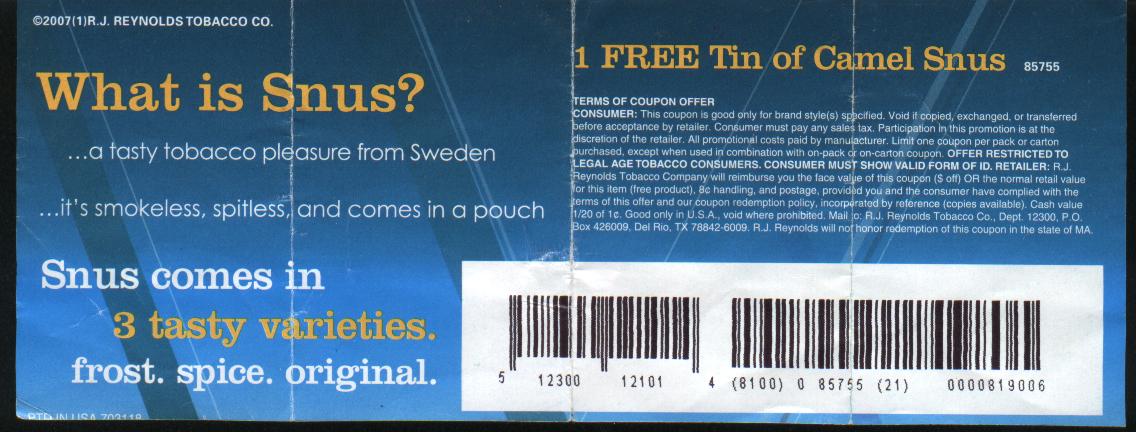 ©2007(1)R.J. REYNOLDS TOBACCO CO.
What is Snus?
...a tasty tobacco pleasure from Sweden
...it's smokeless, spitless, and comes in a pouch
Snus comes in
3 tasty varieties.
frost. spice. original.
PTD IN USA 703118
1 FREE Tin of Camel Snus 85755
TERMS OF COUPON OFFER
CONSUMER: This coupon is good only for brand style(s) specified. Void if copied, exchanged, or transferred
before acceptance by retailer. Consumer must pay any sales tax. Participation in this promotion is at the
discretion of the retailer. All promotional costs paid by manufacturer. Limit one coupon per pack or carton
purchased, except when used in combination with on-pack or on-carton coupon. OFFER RESTRICTED TO
LEGAL AGE TOBACCO CONSUMERS. CONSUMER MUST SHOW VALID FORM OF ID. RETAILER: R.J.
Reynolds Tobacco Company will reimburse you the face value of this coupon ($ off) OR the normal retail value
for this item (free product), 8¢ handling, and postage, provided you and the consumer have complied with the
terms of this offer and our coupon redemption policy, incorporated by reference (copies available). Cash value
1/20 of 1¢. Good only in U.S.A., void where prohibited. Mail to: R.J. Reynolds Tobacco Co., Dept. 12300, P.O.
Box 426009, Del Rio, TX 78842-6009. R.J. Reynolds will not honor redemption of this coupon in the state of MA.
5 12300 12101 4 (8100) 0 85755 (21) 0000819006